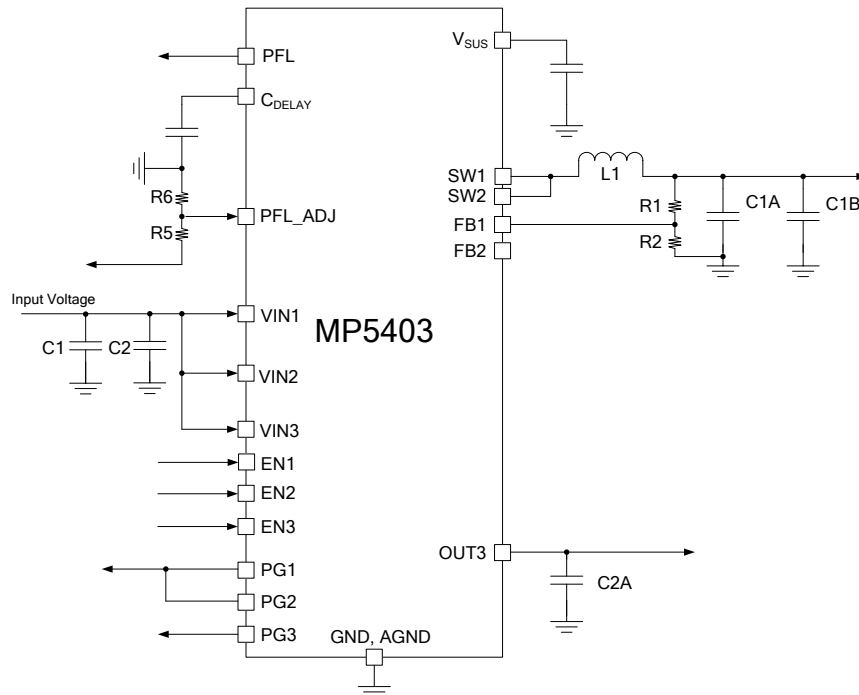 PFL
CDELAY
R6
PFL_ADJ
R5
Input Voltage
C1
C2
VIN1
VIN2
VIN3
EN1
EN2
EN3
PG1
PG2
PG3
MP5403
GND, AGND
VSUS
SW1
SW2
L1
FB1
FB2
R1
R2
C1A
C1B
OUT3
C2A